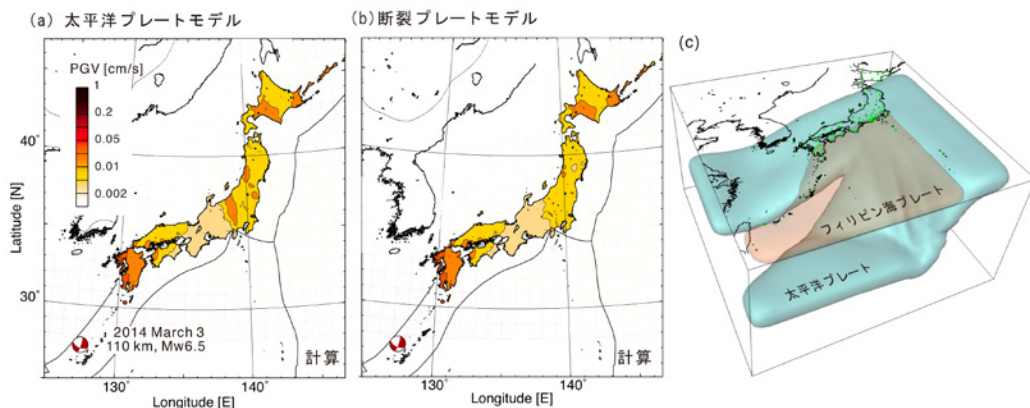 (a) 太平洋プレートモデル
(b) 断裂プレートモデル
(c)
PGV [cm/s]
1
0.2
0.05
0.01
0.002
40°
30°
Latitude [N]
2014 March 3
110 km, Mw6.5
計算
計算
130°
140°
130°
140°
Longitude [E]
Longitude [E]
フィリピン海プレート
太平洋プレート